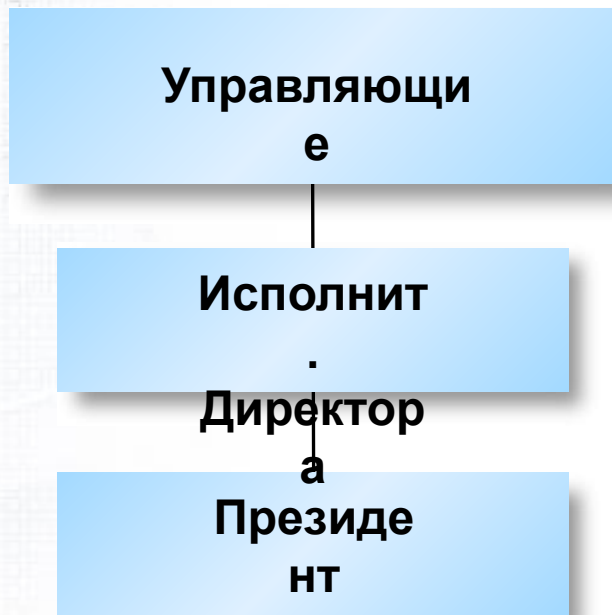 Управляющи
е
Исполнит
.
Директор
а
Президе
нт